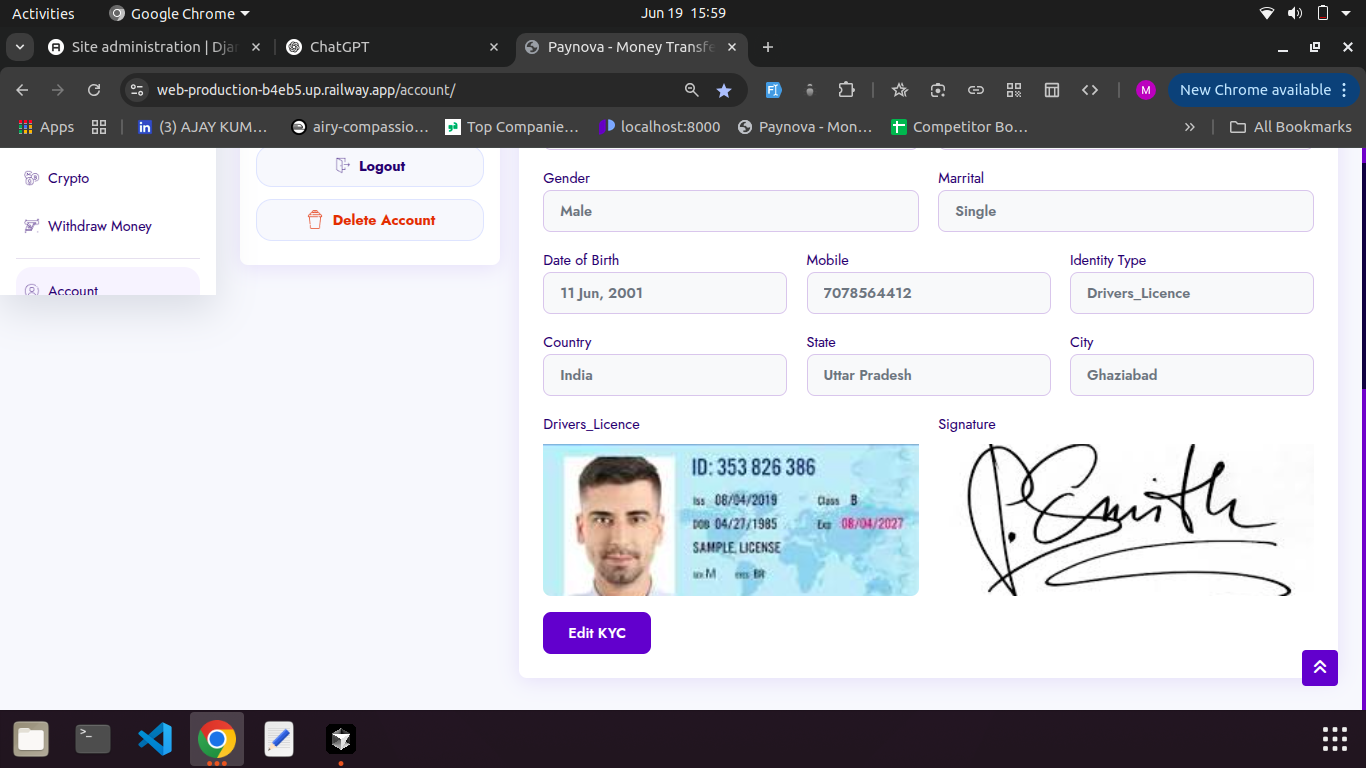 Activities Google Chrome Jun 19 15:59
Site administration | Dja ChatGPT Paynova - Money Transfe
web-production-b4eb5.up.railway.app/account/ M New Chrome available
Apps (3) AJAY KUM... airy-compassio... Top Companie... localhost:8000 Paynova - Mon... Competitor Bo... » All Bookmarks
Crypto
Withdraw Money
Account
Logout
Delete Account
Gender Marrital
Male Single
Date of Birth Mobile Identity Type
11 Jun, 2001 7078564412 Drivers_Licence
Country State City
India Uttar Pradesh Ghaziabad
Drivers_Licence Signature
ID: 353 826 386
Iss 08/04/2019 Class B
DOB 04/27/1985 Exp 08/04/2027
SAMPLE, LICENSE
SEX M EYES BR
J. Smith
Edit KYC